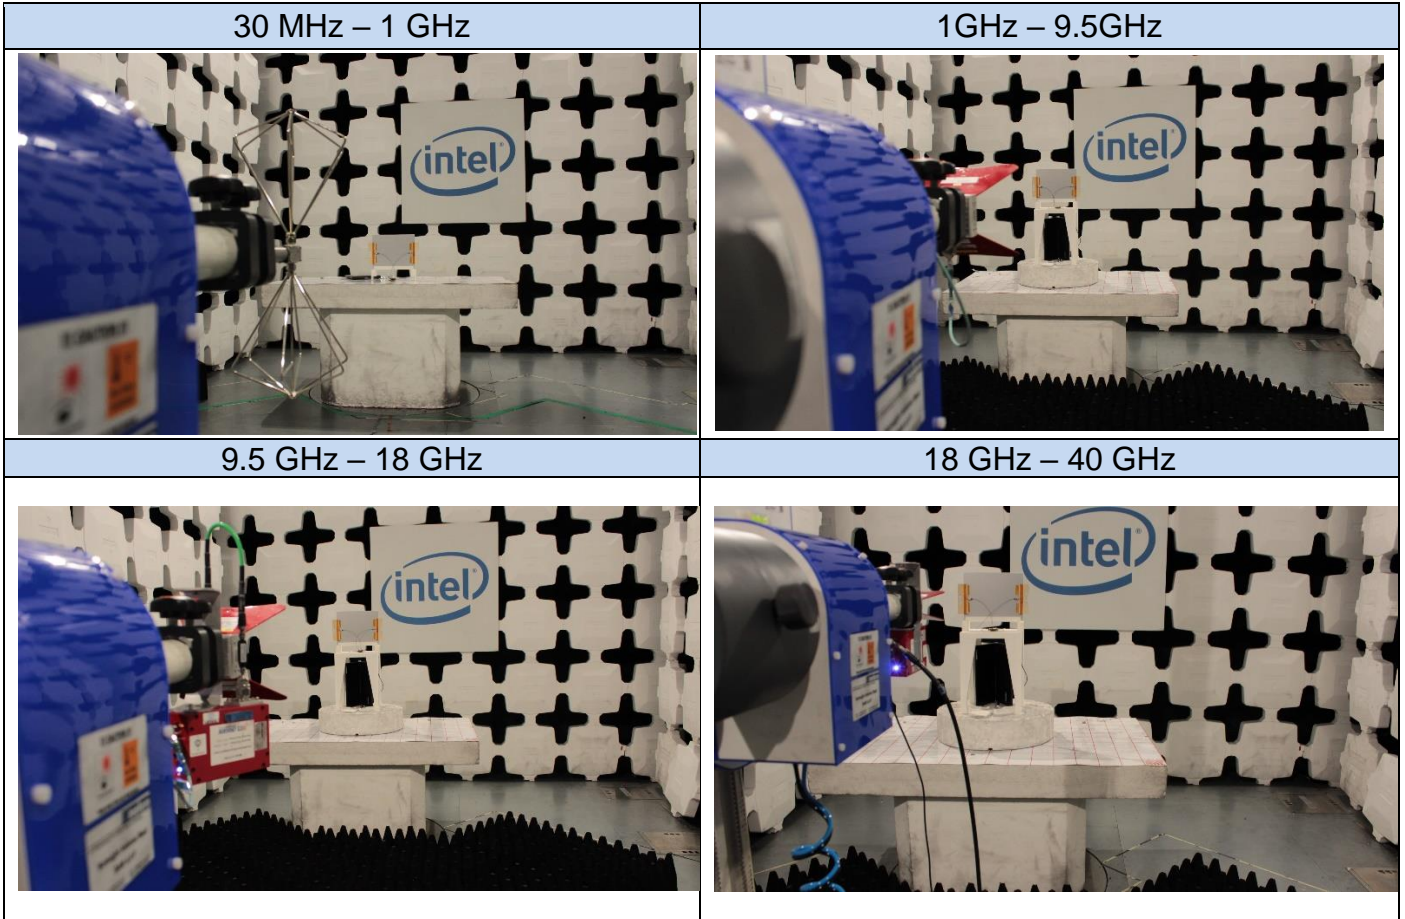 30 MHz – 1 GHz
1GHz – 9.5GHz
intel
intel
9.5 GHz – 18 GHz
18 GHz – 40 GHz
intel
intel